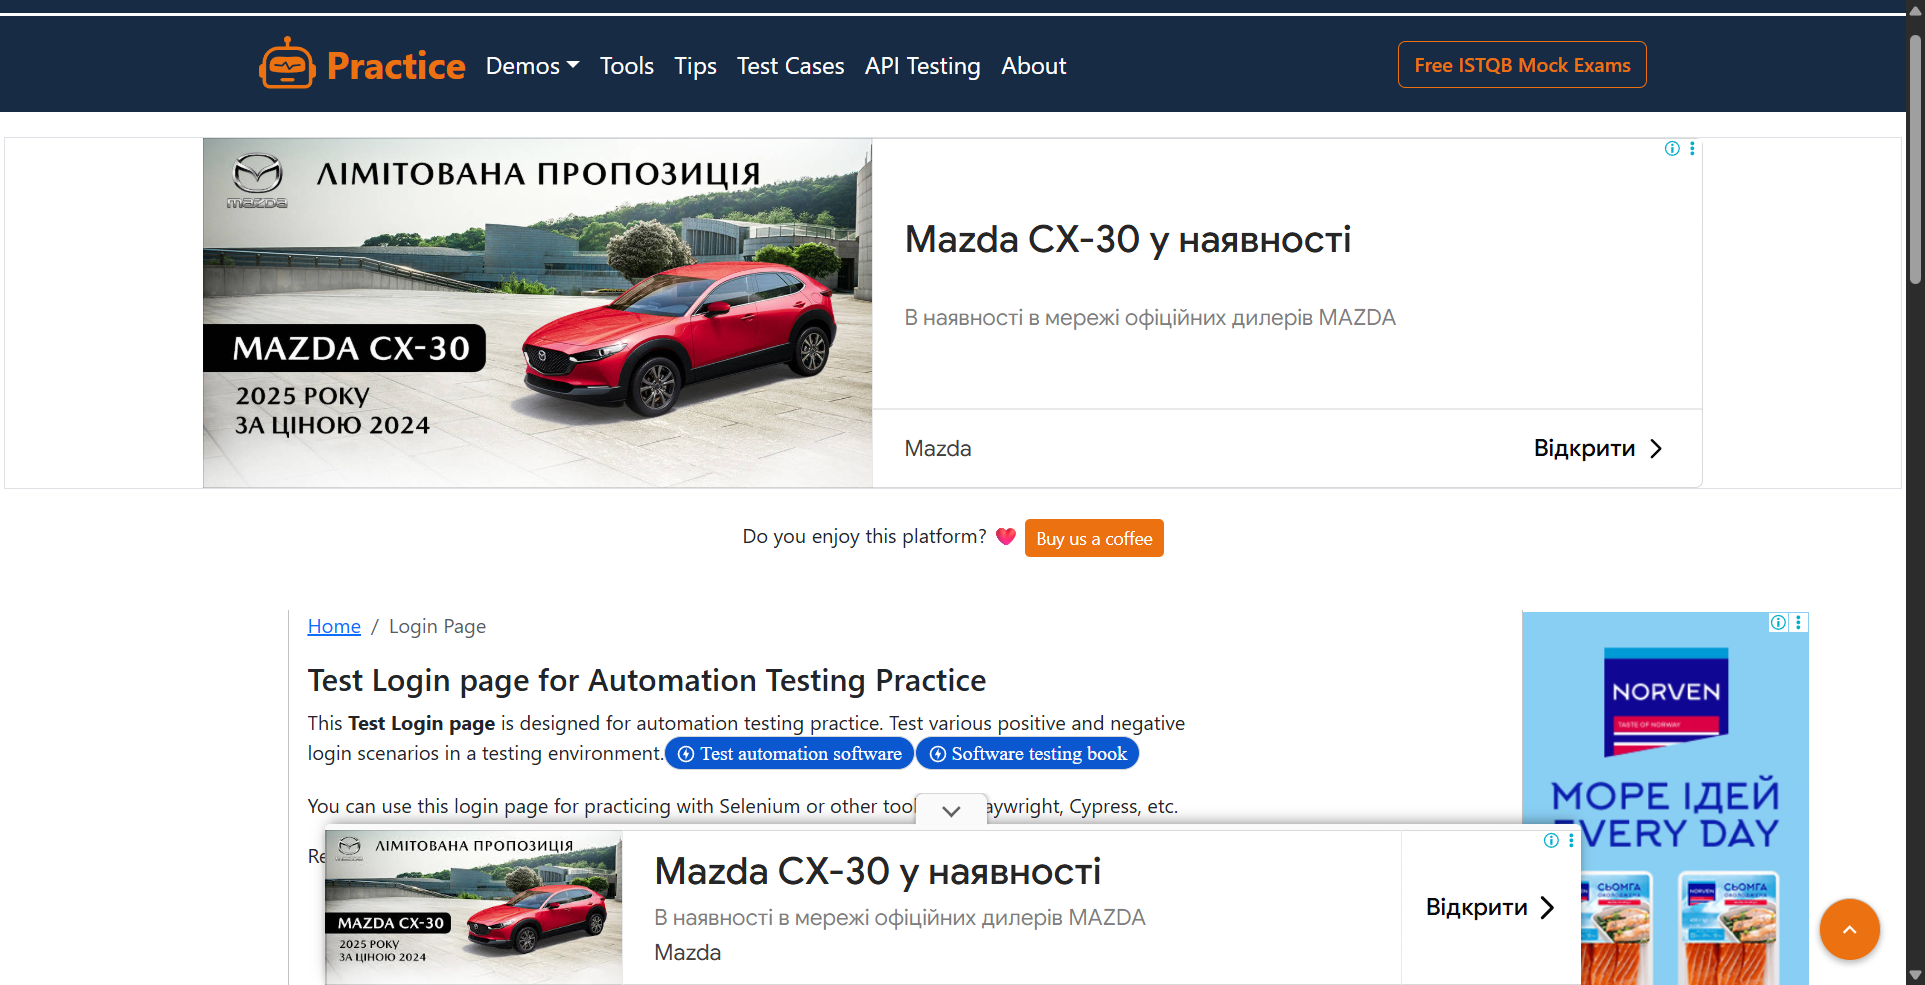 Practice
Demos Tools Tips Test Cases API Testing About
Free ISTQB Mock Exams
mazda
ЛІМІТОВАНА ПРОПОЗИЦІЯ
MAZDA CX-30
2025 РОКУ
ЗА ЦІНОЮ 2024
Mazda CX-30 у наявності
В наявності в мережі офіційних дилерів MAZDA
Mazda
Відкрити
Do you enjoy this platform?
Buy us a coffee
Home / Login Page
Test Login page for Automation Testing Practice
This Test Login page is designed for automation testing practice. Test various positive and negative
login scenarios in a testing environment. Test automation software Software testing book
You can use this login page for practicing with Selenium or other tool aywright, Cypress, etc.
Re
NORVEN
TASTE OF NORWAY
МОРЕ ІДЕЙ
EVERY DAY
NORVEN
СЬОМГА
СЬОМГА
ЛІМІТОВАНА ПРОПОЗИЦІЯ
MAZDA CX-30
2025 РОКУ
ЗА ЦІНОЮ 2024
Mazda CX-30 у наявності
В наявності в мережі офіційних дилерів MAZDA
Mazda
Відкрити